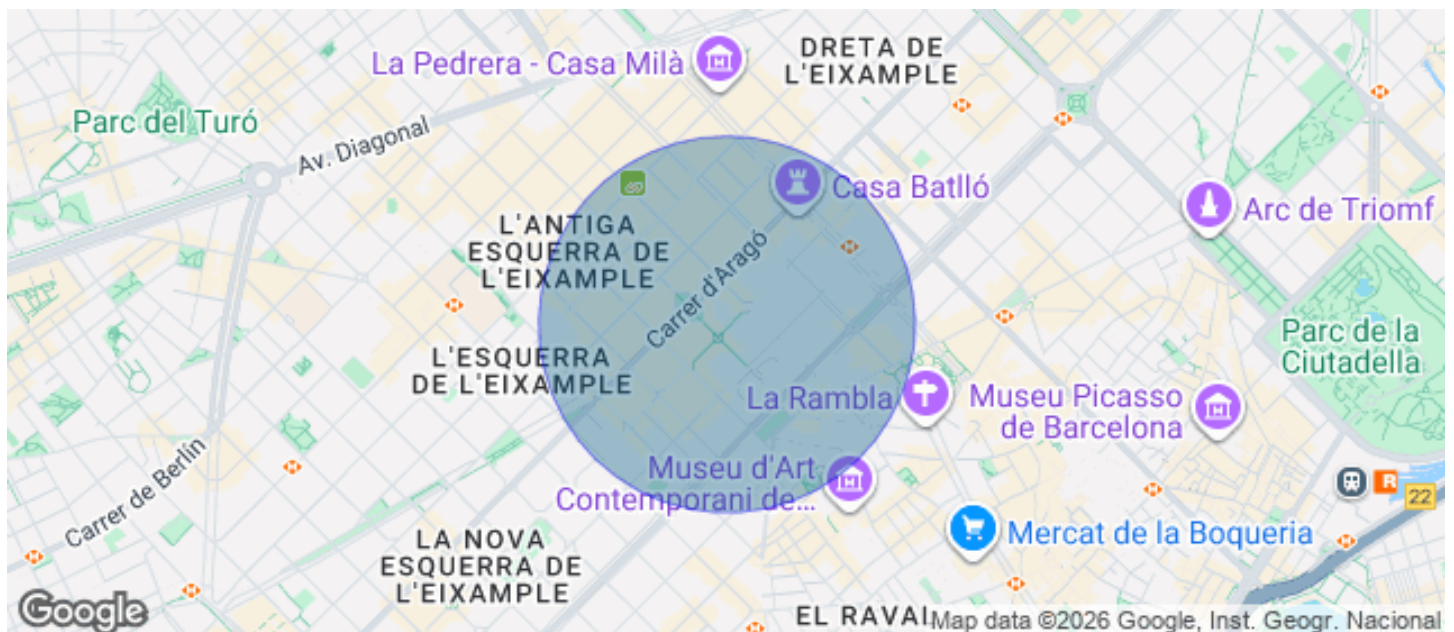 La Pedrera - Casa Milà
DRETA DE
L'EIXAMPLE
Parc del Turó
Av. Diagonal
Casa Batlló
Arc de Triomf
L'ANTIGA
ESQUERRA DE
L'EIXAMPLE
Carrer d'Aragó
L'ESQUERRA
DE L'EIXAMPLE
Parc de la
Ciutadella
La Rambla
Museu Picasso
de Barcelona
Museu d'Art
Contemporani de...
Carrer de Berlín
R
22
Mercat de la Boqueria
LA NOVA
ESQUERRA DE
L'EIXAMPLE
EL RAVAL
Google
Map data ©2026 Google, Inst. Geogr. Nacional